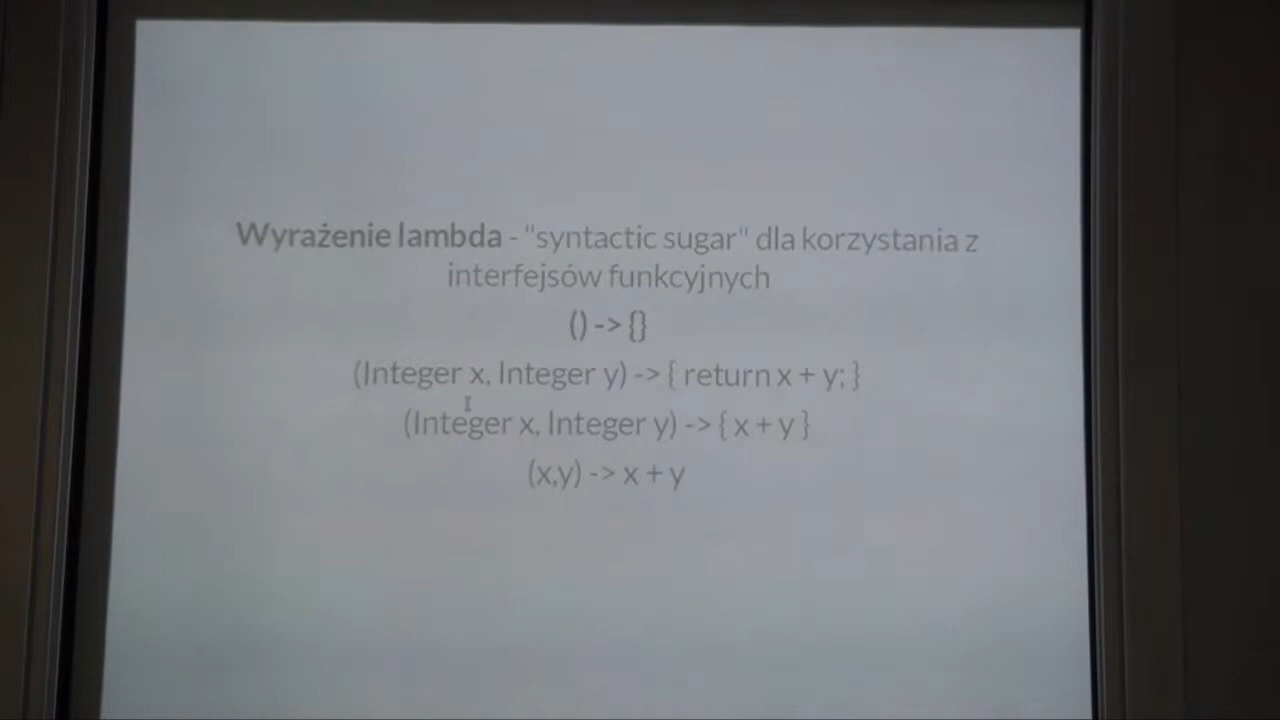 Wyrażenie lambda - "syntactic sugar" dla korzystania z
interfejsów funkcyjnych
() -> {}
(Integer x, Integer y) -> { return x + y; }
(Integer x, Integer y) -> { x + y }
(x,y) -> x + y